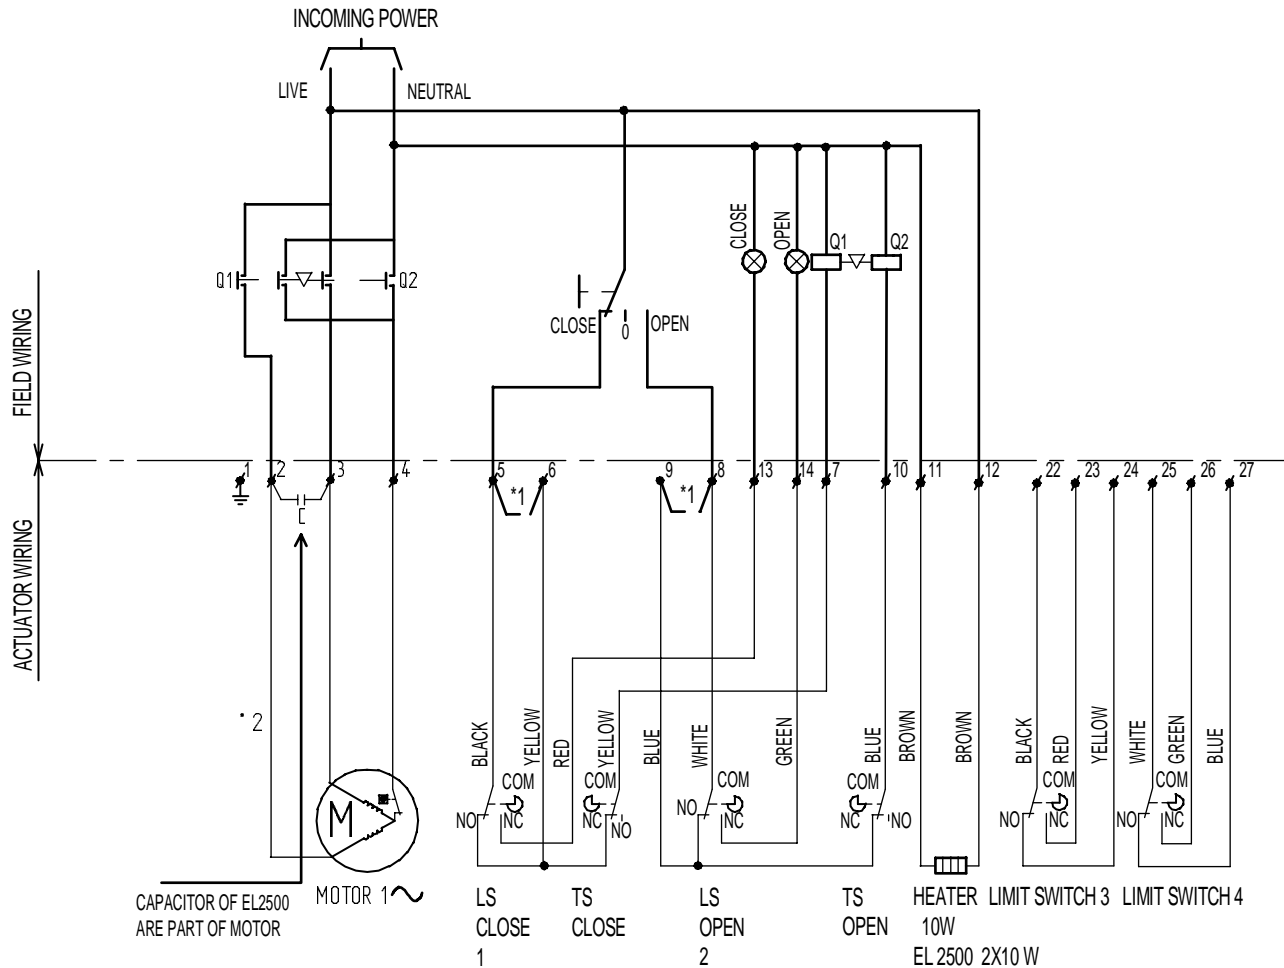 INCOMING POWER
LIVE
NEUTRAL
CLOSE
OPEN
Q1
Q2
Q1
Q2
CLOSE
0
OPEN
FIELD WIRING
ACTUATOR WIRING
1 2 3 4 5 6 9 8 13 14 7 10 11 12 22 23 24 25 26 27
*1
*1
C
* 2
BLACK
YELLOW
RED
YELLOW
BLUE
WHITE
GREEN
BLUE
BROWN
BROWN
BLACK
RED
YELLOW
WHITE
GREEN
BLUE
COM
COM
COM
COM
COM
COM
M
NO
NC
NC
NO
NO
NC
NC
NO
NO
NC
NO
NC
CAPACITOR OF EL2500
ARE PART OF MOTOR
MOTOR 1~
LS
CLOSE
1
TS
CLOSE
LS
OPEN
2
TS
OPEN
HEATER
10W
EL 2500 2X10 W
LIMIT SWITCH 3
LIMIT SWITCH 4